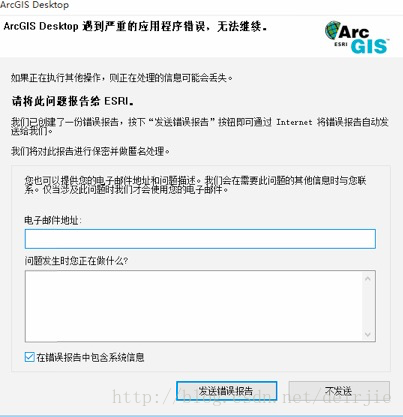 ArcGIS Desktop
ArcGIS Desktop 遇到严重的应用程序错误，无法继续。
ESRI
ArcGIS
如果正在执行其他操作，则正在处理的信息可能会丢失。
请将此问题报告给 ESRI。
我们已创建了一份错误报告，按下“发送错误报告”按钮即可通过 Internet 将错误报告自动发
送给我们。
我们将对此报告进行保密并做匿名处理。
您也可以提供您的电子邮件地址和问题描述。我们会在需要此问题的其他信息时与您联
系。仅当涉及此问题时我们才会使用您的电子邮件。
电子邮件地址:
问题发生时您正在做什么?
在错误报告中包含系统信息
发送错误报告
不发送